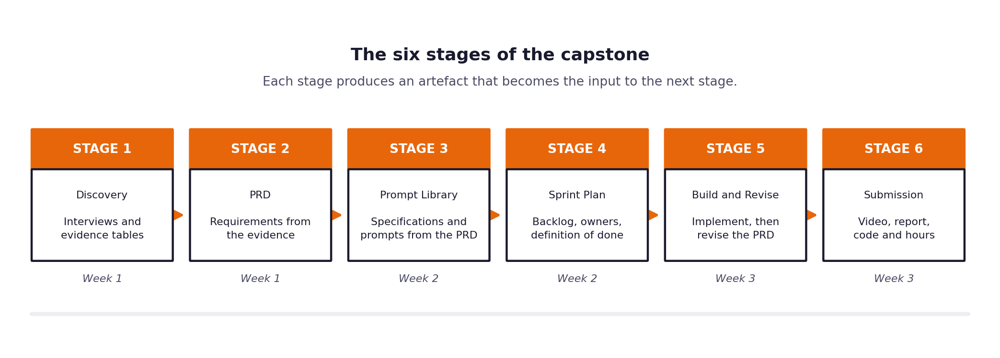 The six stages of the capstone
Each stage produces an artefact that becomes the input to the next stage.
STAGE 1
Discovery
Interviews and
evidence tables
Week 1
STAGE 2
PRD
Requirements from
the evidence
Week 1
STAGE 3
Prompt Library
Specifications and
prompts from the PRD
Week 2
STAGE 4
Sprint Plan
Backlog, owners,
definition of done
Week 2
STAGE 5
Build and Revise
Implement, then
revise the PRD
Week 3
STAGE 6
Submission
Video, report,
code and hours
Week 3